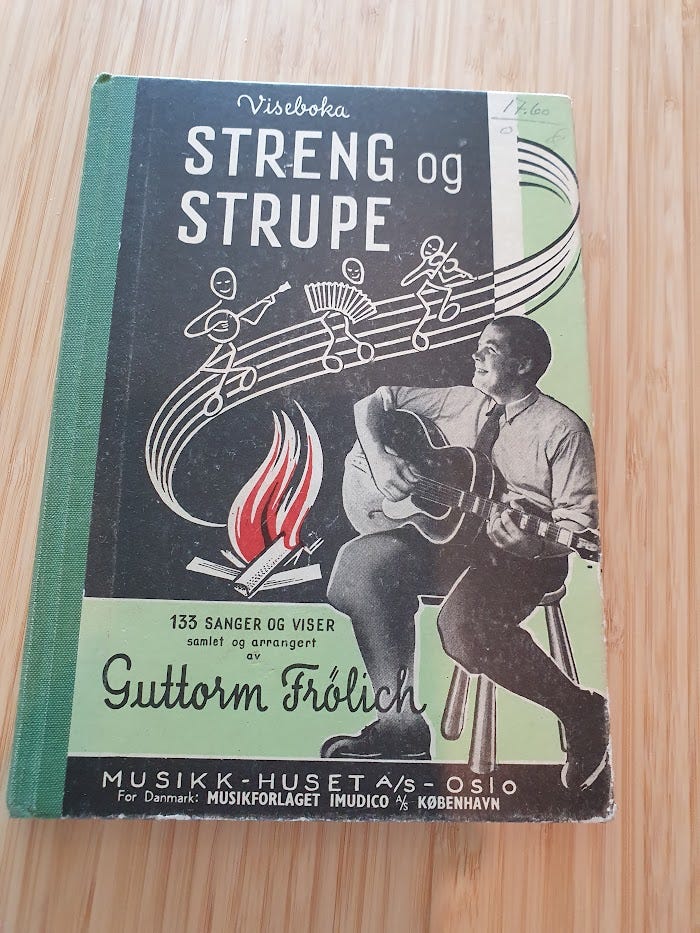 Viseboka
17.60
STRENG og
STRUPE
133 SANGER OG VISER
samlet og arrangert
av
Guttorm Frölich
MUSIKK-HUSET A/S - OSLO
For Danmark: MUSIKFORLAGET IMUDICO A/S KØBENHAVN